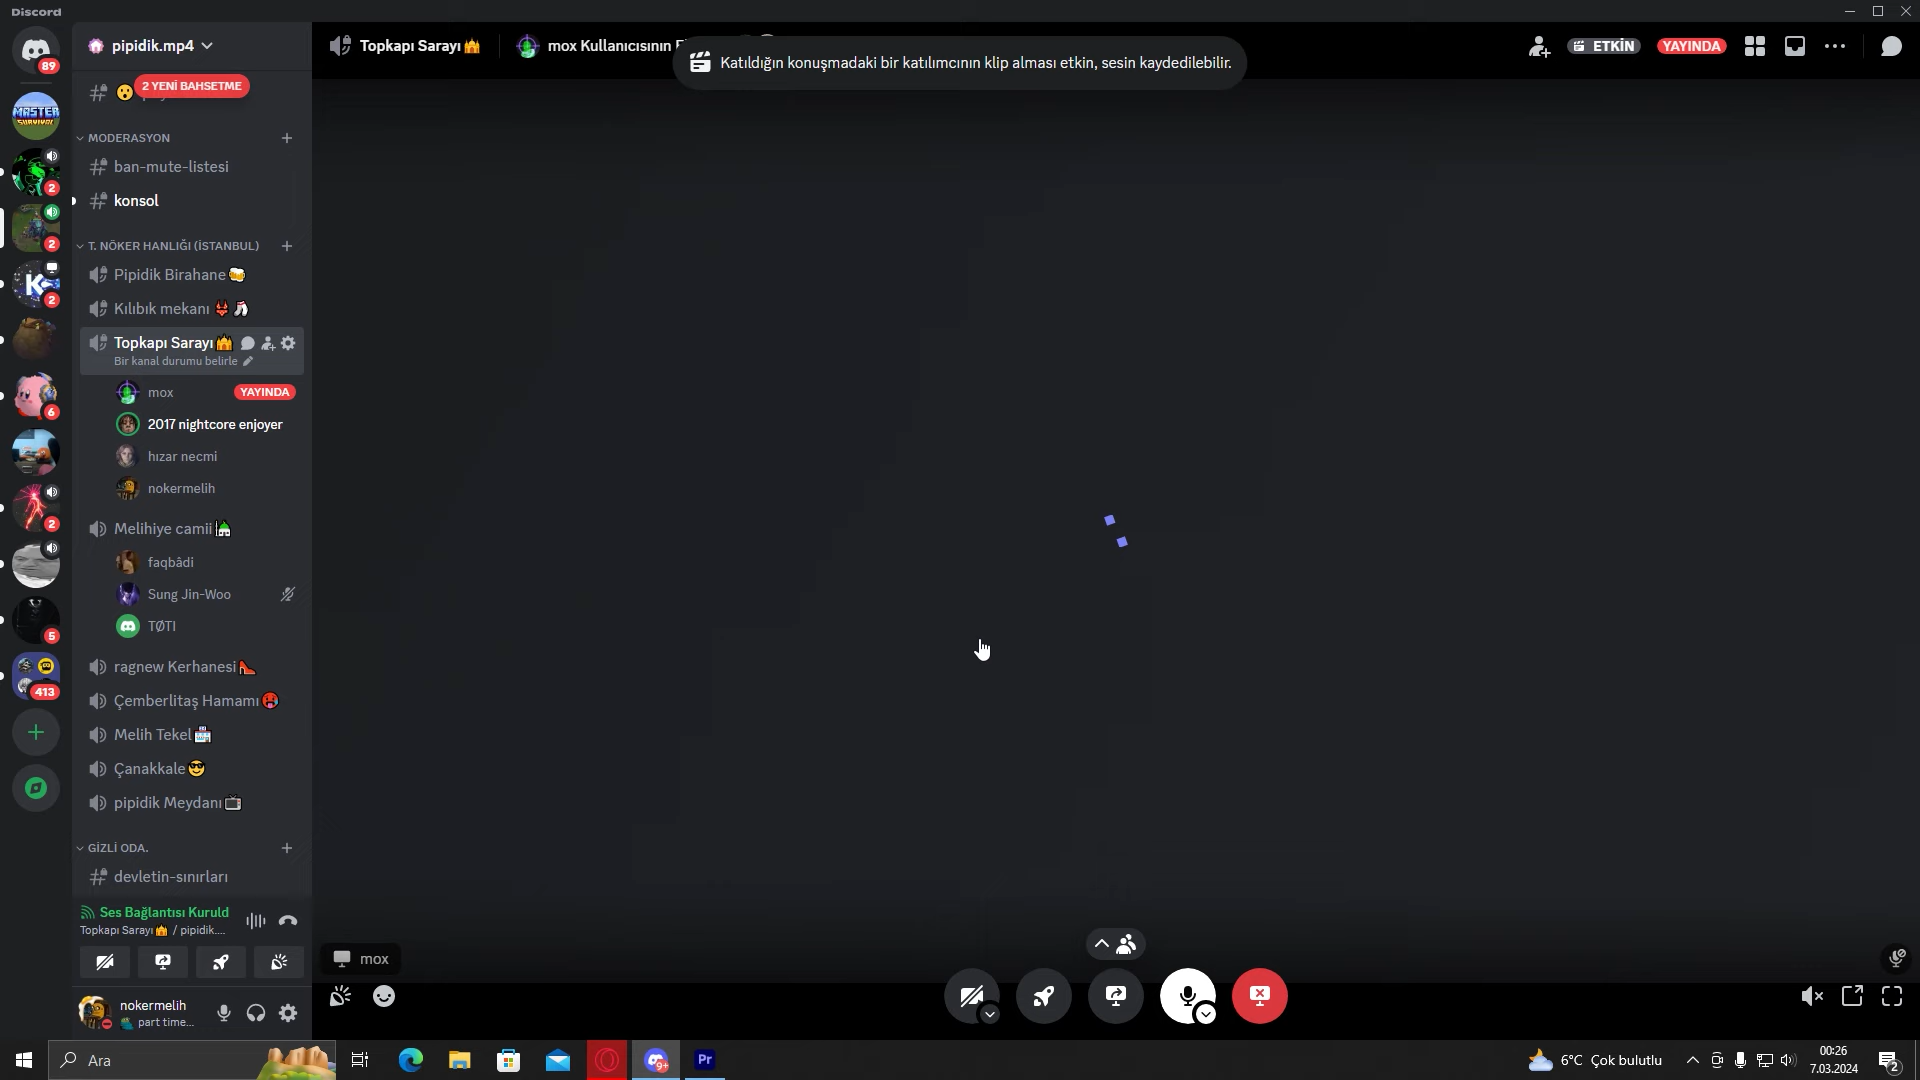 Discord
pipidik.mp4
Topkapı Sarayı
mox Kullanıcısının
Katıldığın konuşmadaki bir katılımcının klip alması etkin, sesin kaydedilebilir.
ETKİN
YAYINDA
89
2 YENİ BAHSETME
MASTER
SURVIVAL
MODERASYON
ban-mute-listesi
2
konsol
2
T. NÖKER HANLIĞI (İSTANBUL)
Pipidik Birahane
K
2
Kılıbık mekanı
Topkapı Sarayı
Bir kanal durumu belirle
mox
YAYINDA
6
2017 nightcore enjoyer
hızar necmi
nokermelih
2
Melihiye camii
faqbâdi
Sung Jin-Woo
TØTI
5
ragnew Kerhanesi
413
Çemberlitaş Hamamı
Melih Tekel
Çanakkale
pipidik Meydanı
GİZLİ ODA.
devletin-sınırları
Ses Bağlantısı Kuruld
Topkapı Sarayı / pipidik....
mox
nokermelih
part time...
Ara
9+
Pr
6°C Çok bulutlu
00:26
7.03.2024
2